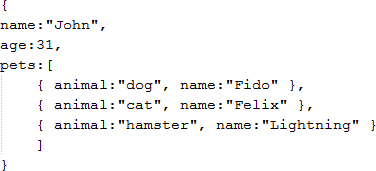 {
name:"John",
age:31,
pets:[
    { animal:"dog", name:"Fido" },
    { animal:"cat", name:"Felix" },
    { animal:"hamster", name:"Lightning" }
    ]
}